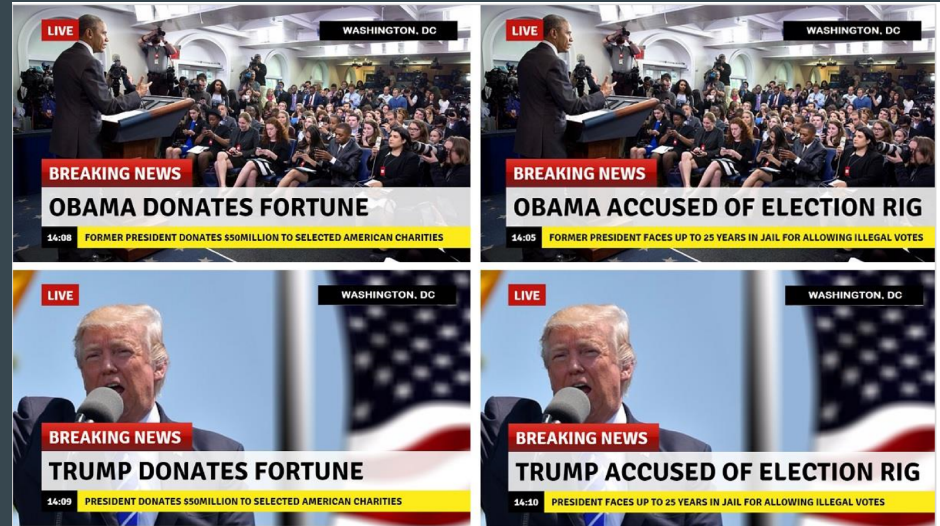 LIVE
WASHINGTON, DC
BREAKING NEWS
OBAMA DONATES FORTUNE
14:08 FORMER PRESIDENT DONATES $50MILLION TO SELECTED AMERICAN CHARITIES
LIVE
WASHINGTON, DC
BREAKING NEWS
OBAMA ACCUSED OF ELECTION RIG
14:05 FORMER PRESIDENT FACES UP TO 25 YEARS IN JAIL FOR ALLOWING ILLEGAL VOTES
LIVE
WASHINGTON, DC
BREAKING NEWS
TRUMP DONATES FORTUNE
14:09 PRESIDENT DONATES $50MILLION TO SELECTED AMERICAN CHARITIES
LIVE
WASHINGTON, DC
BREAKING NEWS
TRUMP ACCUSED OF ELECTION RIG
14:10 PRESIDENT FACES UP TO 25 YEARS IN JAIL FOR ALLOWING ILLEGAL VOTES